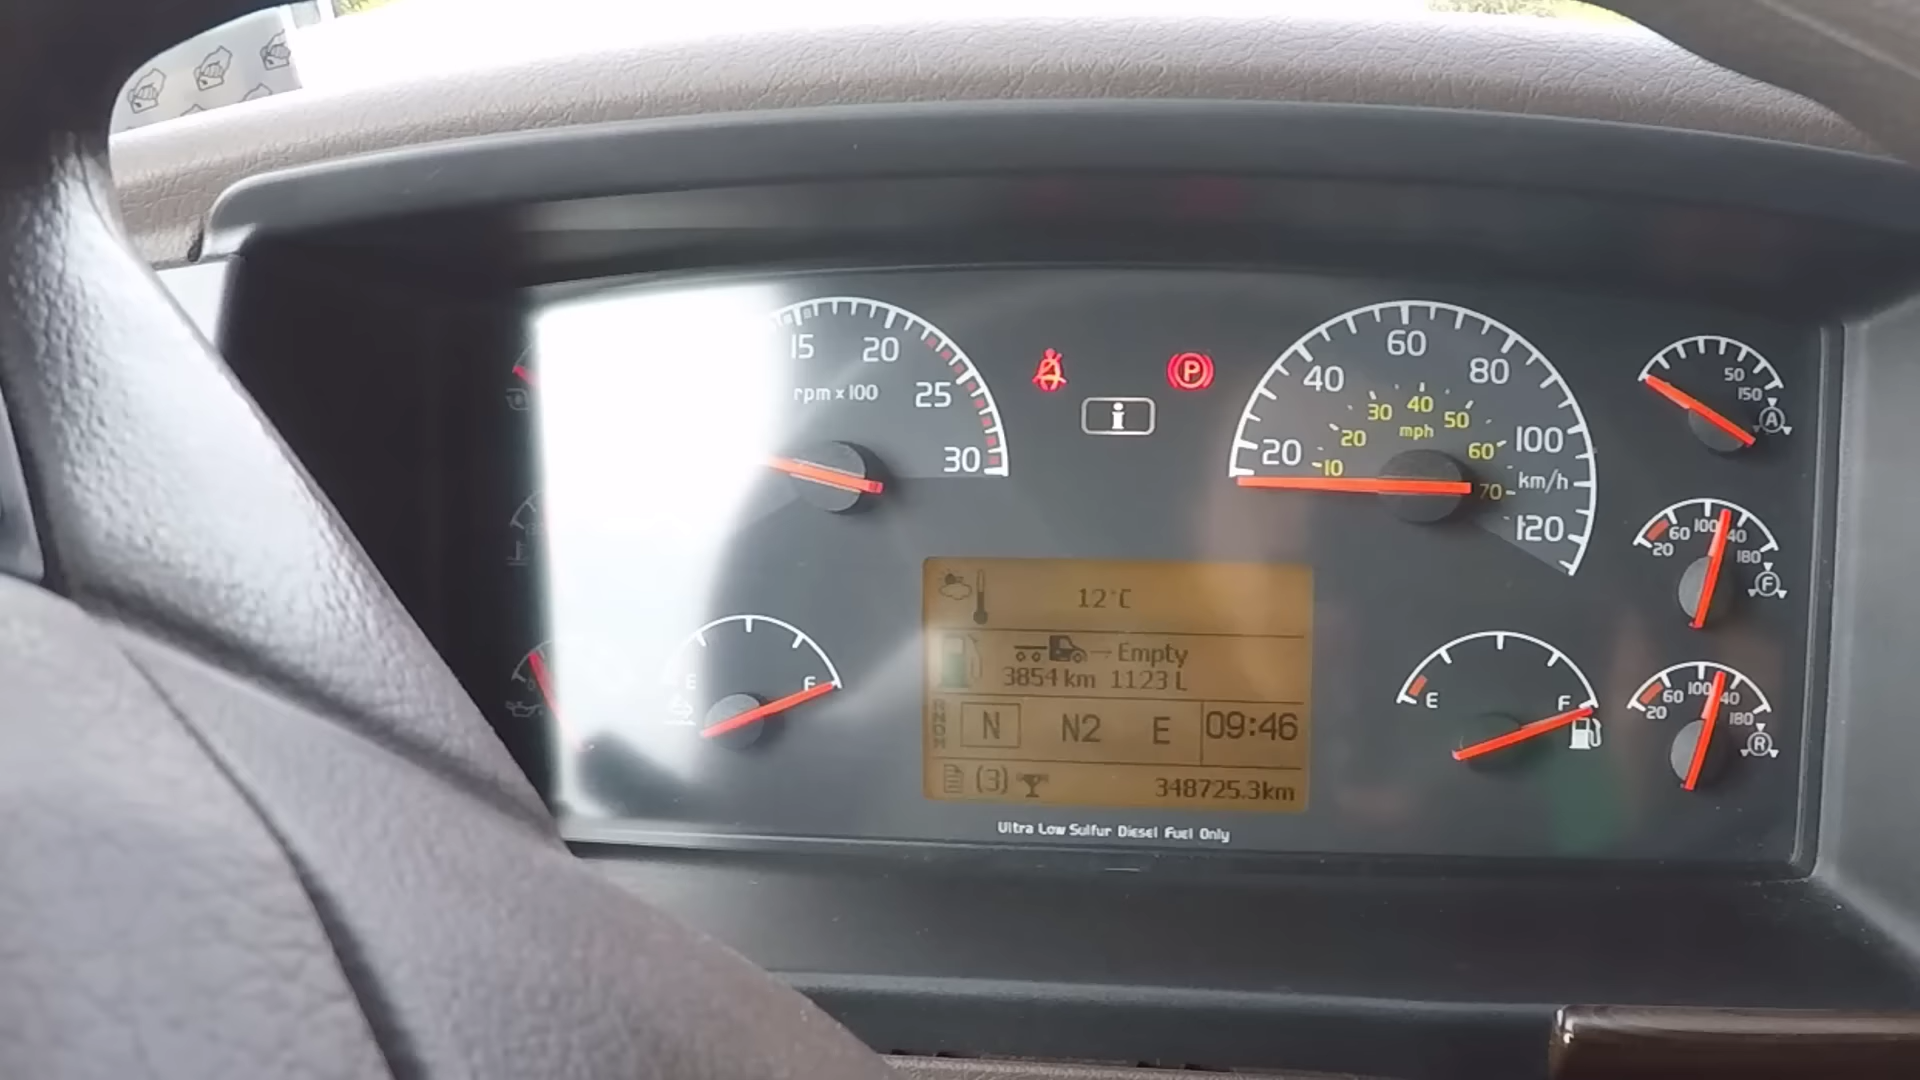 15 20 25 30
rpm x 100
P
i
20 40 60 80 100 120
km/h
10 20 30 40 50 60 70
mph
50 150
A
20 60 100 40 180
F
20 60 100 40 180
R
E F
E F
12°C
Empty
3854 km 1123 L
N N2 E 09:46
(3) 348725.3km
Ultra Low Sulfur Diesel Fuel Only